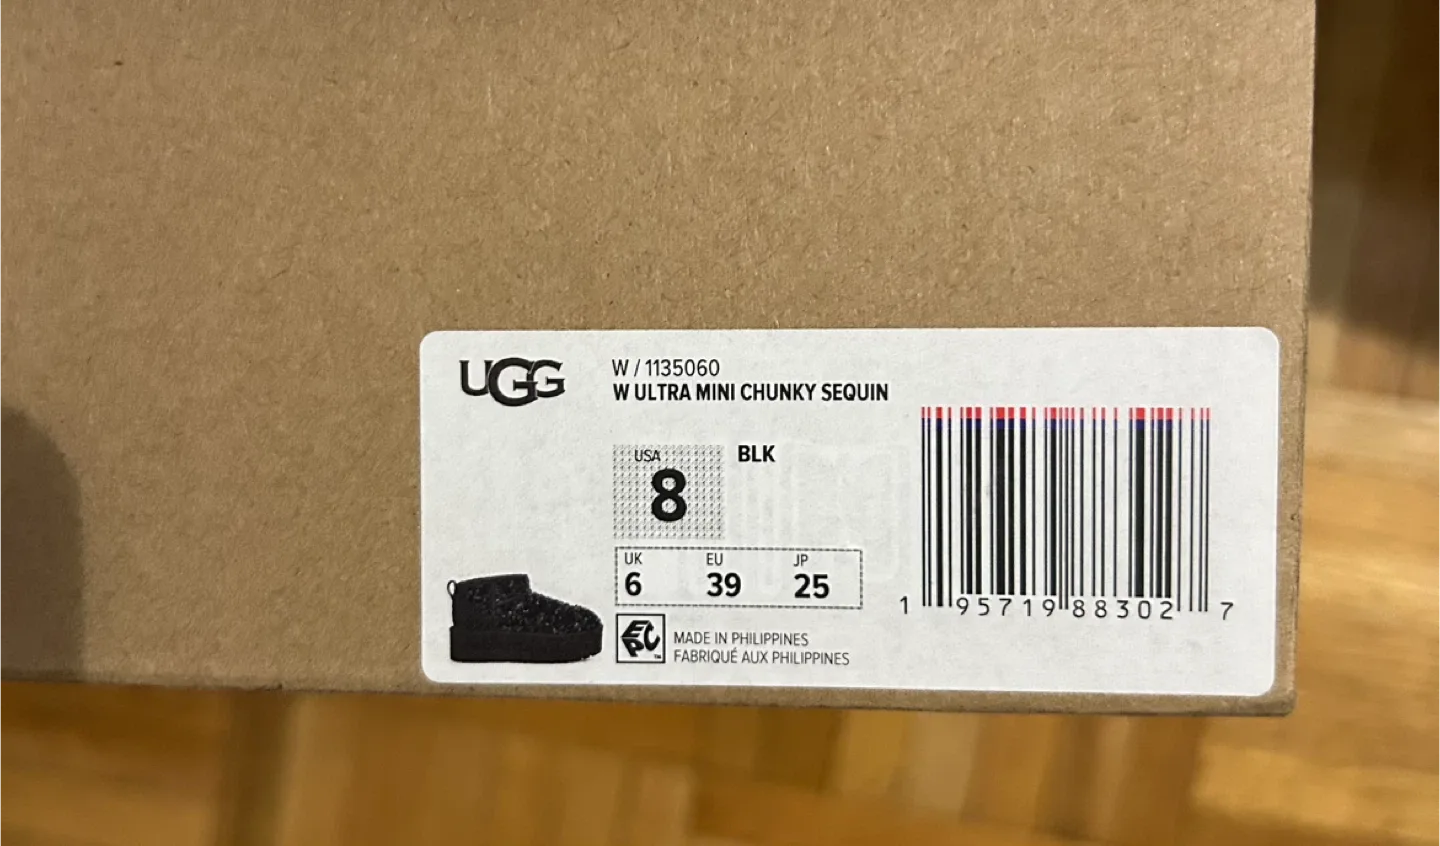 UGG
W / 1135060
W ULTRA MINI CHUNKY SEQUIN
USA
8
BLK
UK EU JP
6 39 25
EPC™
MADE IN PHILIPPINES
FABRIQUÉ AUX PHILIPPINES
1 95719 88302 7